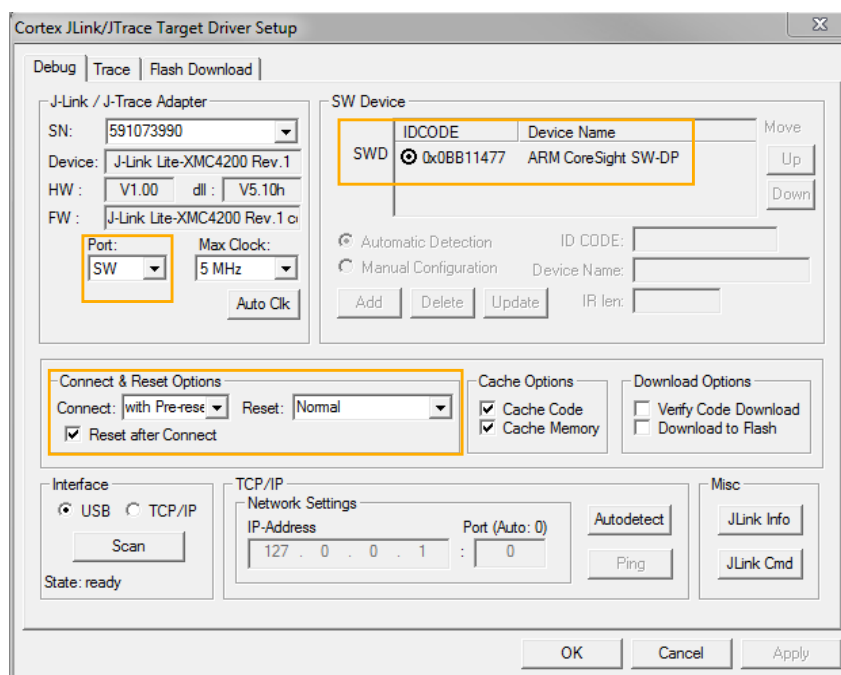 Cortex JLink/JTrace Target Driver Setup
Debug Trace Flash Download
J-Link / J-Trace Adapter
SN: 591073990
Device: J-Link Lite-XMC4200 Rev.1
HW : V1.00 dll : V5.10h
FW : J-Link Lite-XMC4200 Rev.1 co
Port: Max Clock:
SW 5 MHz
Auto Clk
SW Device
IDCODE Device Name
SWD 0x0BB11477 ARM CoreSight SW-DP
Move
Up
Down
Automatic Detection ID CODE:
Manual Configuration Device Name:
Add Delete Update IR len:
Connect & Reset Options
Connect: with Pre-rese Reset: Normal
Reset after Connect
Cache Options
Cache Code
Cache Memory
Download Options
Verify Code Download
Download to Flash
Interface
USB TCP/IP
Scan
State: ready
TCP/IP
Network Settings
IP-Address Port (Auto: 0)
127 . 0 . 0 . 1 : 0
Autodetect
Ping
Misc
JLink Info
JLink Cmd
OK Cancel Apply